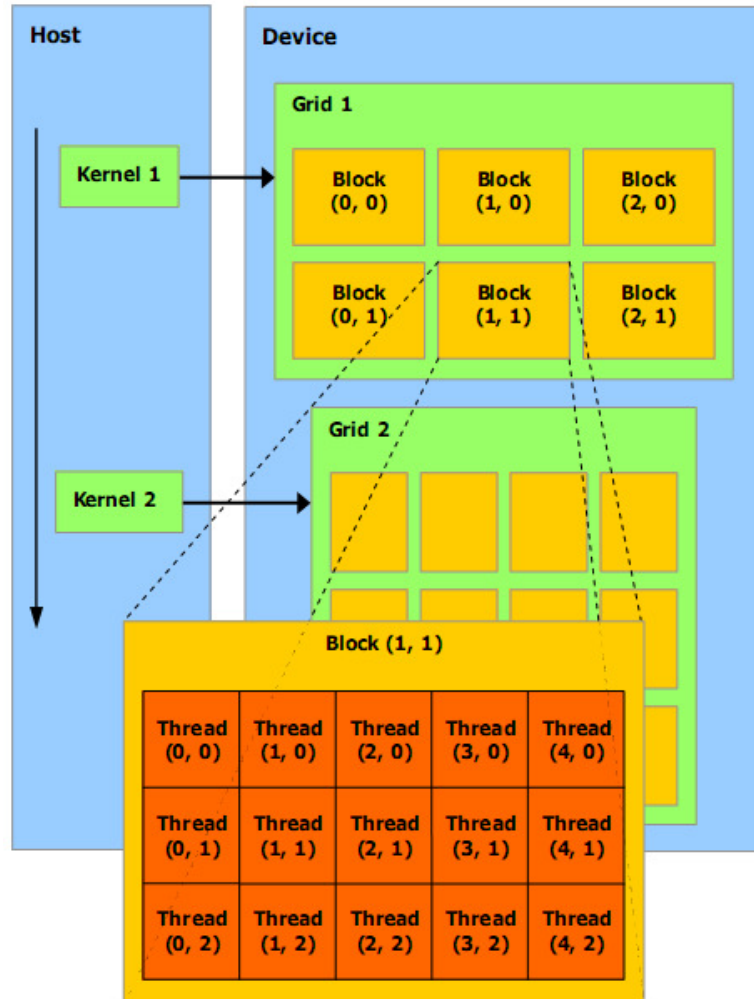 Host
Device
Grid 1
Kernel 1
Block
(0, 0)
Block
(1, 0)
Block
(2, 0)
Block
(0, 1)
Block
(1, 1)
Block
(2, 1)
Grid 2
Kernel 2
Block (1, 1)
Thread
(0, 0)
Thread
(1, 0)
Thread
(2, 0)
Thread
(3, 0)
Thread
(4, 0)
Thread
(0, 1)
Thread
(1, 1)
Thread
(2, 1)
Thread
(3, 1)
Thread
(4, 1)
Thread
(0, 2)
Thread
(1, 2)
Thread
(2, 2)
Thread
(3, 2)
Thread
(4, 2)